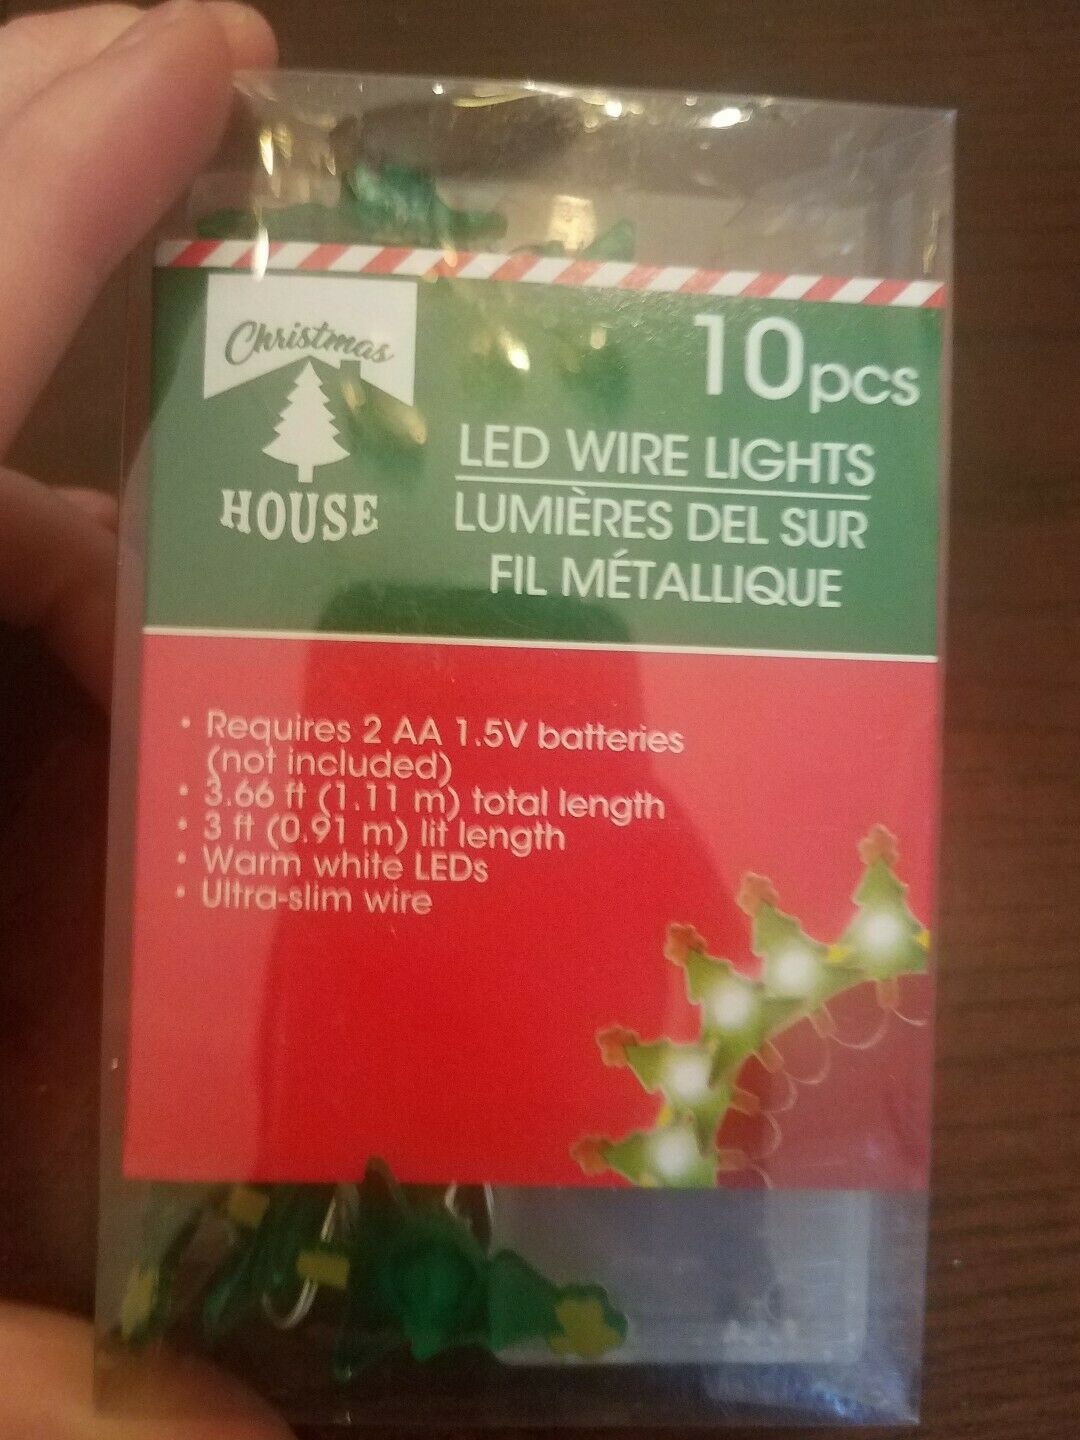 Christmas
HOUSE
10pcs
LED WIRE LIGHTS
LUMIÈRES DEL SUR
FIL MÉTALLIQUE
• Requires 2 AA 1.5V batteries
(not included)
• 3.66 ft (1.11 m) total length
• 3 ft (0.91 m) lit length
• Warm white LEDs
• Ultra-slim wire